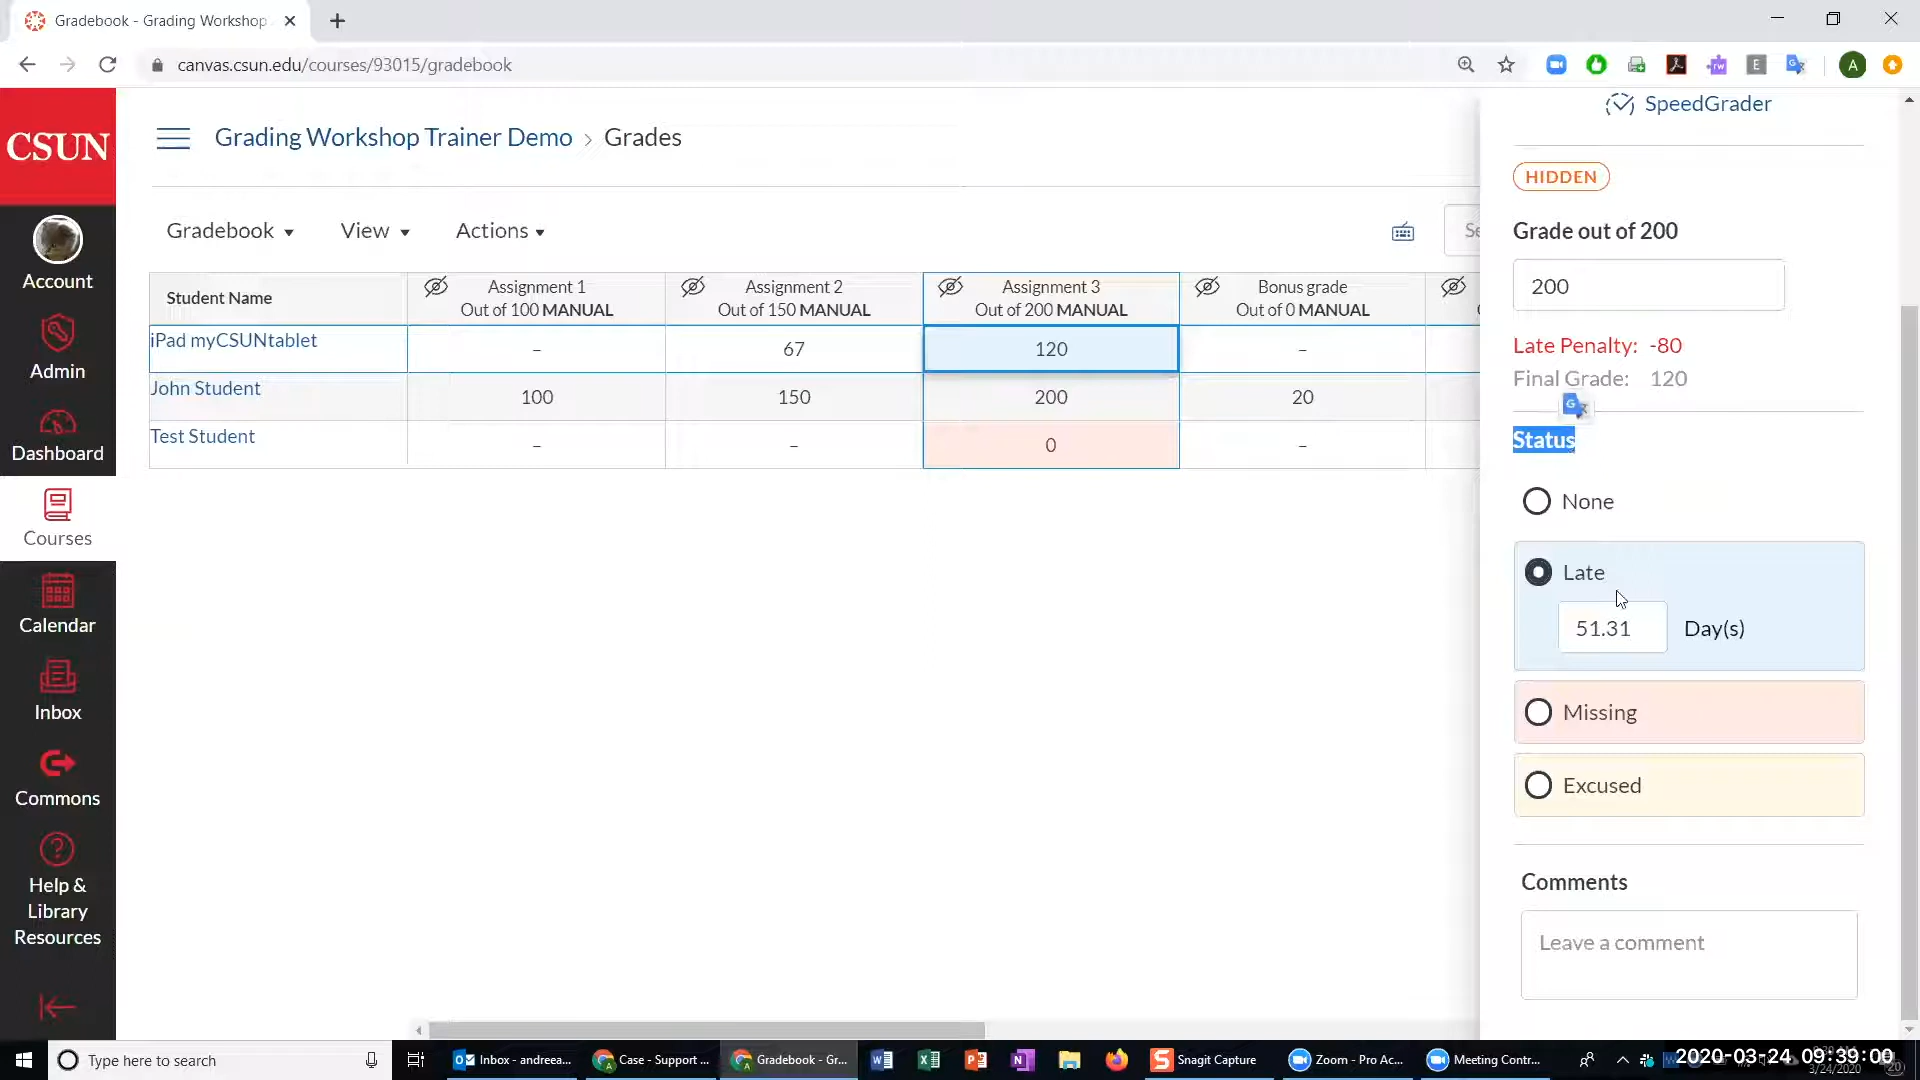 Gradebook - Grading Workshop
canvas.csun.edu/courses/93015/gradebook
rw
E
A
CSUN
Grading Workshop Trainer Demo > Grades
SpeedGrader
HIDDEN
Gradebook
View
Actions
Grade out of 200
200
Student Name
Assignment 1
Out of 100 MANUAL
Assignment 2
Out of 150 MANUAL
Assignment 3
Out of 200 MANUAL
Bonus grade
Out of 0 MANUAL
iPad myCSUNtablet
–
67
120
–
John Student
100
150
200
20
Test Student
–
–
0
–
Late Penalty: -80
Final Grade: 120
G
Status
None
Late
51.31
Day(s)
Missing
Excused
Comments
Leave a comment
Account
Admin
Dashboard
Courses
Calendar
Inbox
Commons
Help &
Library
Resources
Type here to search
Inbox - andreea...
Case - Support ...
Gradebook - Gr...
Snagit Capture
Zoom - Pro Ac...
Meeting Contr...
2020-03-24 09:39:00
3/24/2020
20